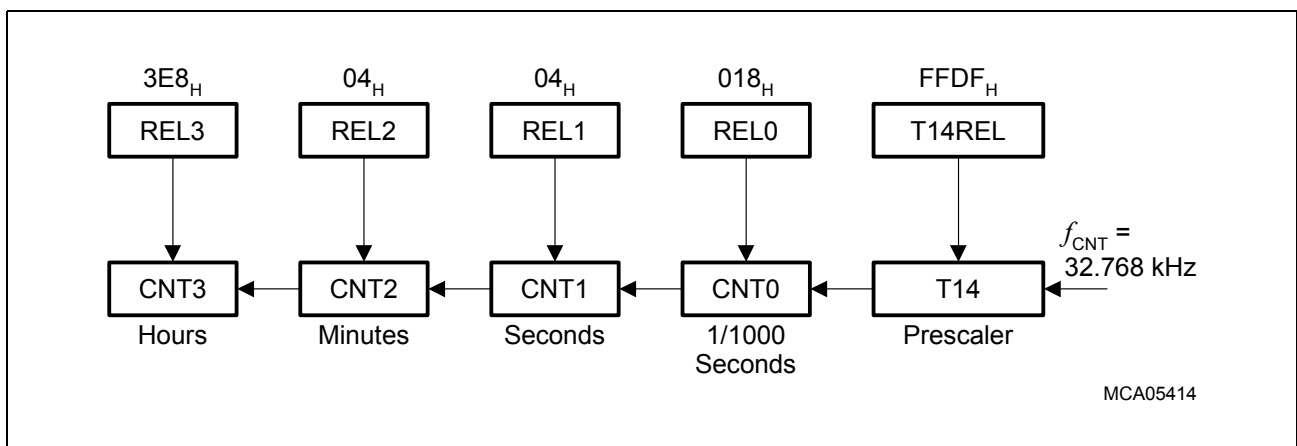 3E8H
04H
04H
018H
FFDFH
REL3
REL2
REL1
REL0
T14REL
fCNT =
32.768 kHz
CNT3
CNT2
CNT1
CNT0
T14
Hours
Minutes
Seconds
1/1000
Seconds
Prescaler
MCA05414